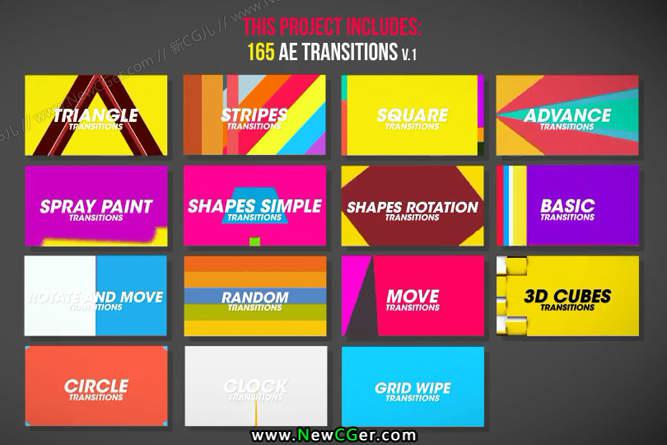 THIS PROJECT INCLUDES:
165 AE TRANSITIONS V.1
TRIANGLE
TRANSITIONS
STRIPES
TRANSITIONS
SQUARE
TRANSITIONS
ADVANCE
TRANSITIONS
SPRAY PAINT
TRANSITIONS
SHAPES SIMPLE
TRANSITIONS
SHAPES ROTATION
TRANSITIONS
BASIC
TRANSITIONS
ROTATE AND MOVE
TRANSITIONS
RANDOM
TRANSITIONS
MOVE
TRANSITIONS
3D CUBES
TRANSITIONS
CIRCLE
TRANSITIONS
CLOCK
TRANSITIONS
GRID WIPE
TRANSITIONS
www.NewCGer.com